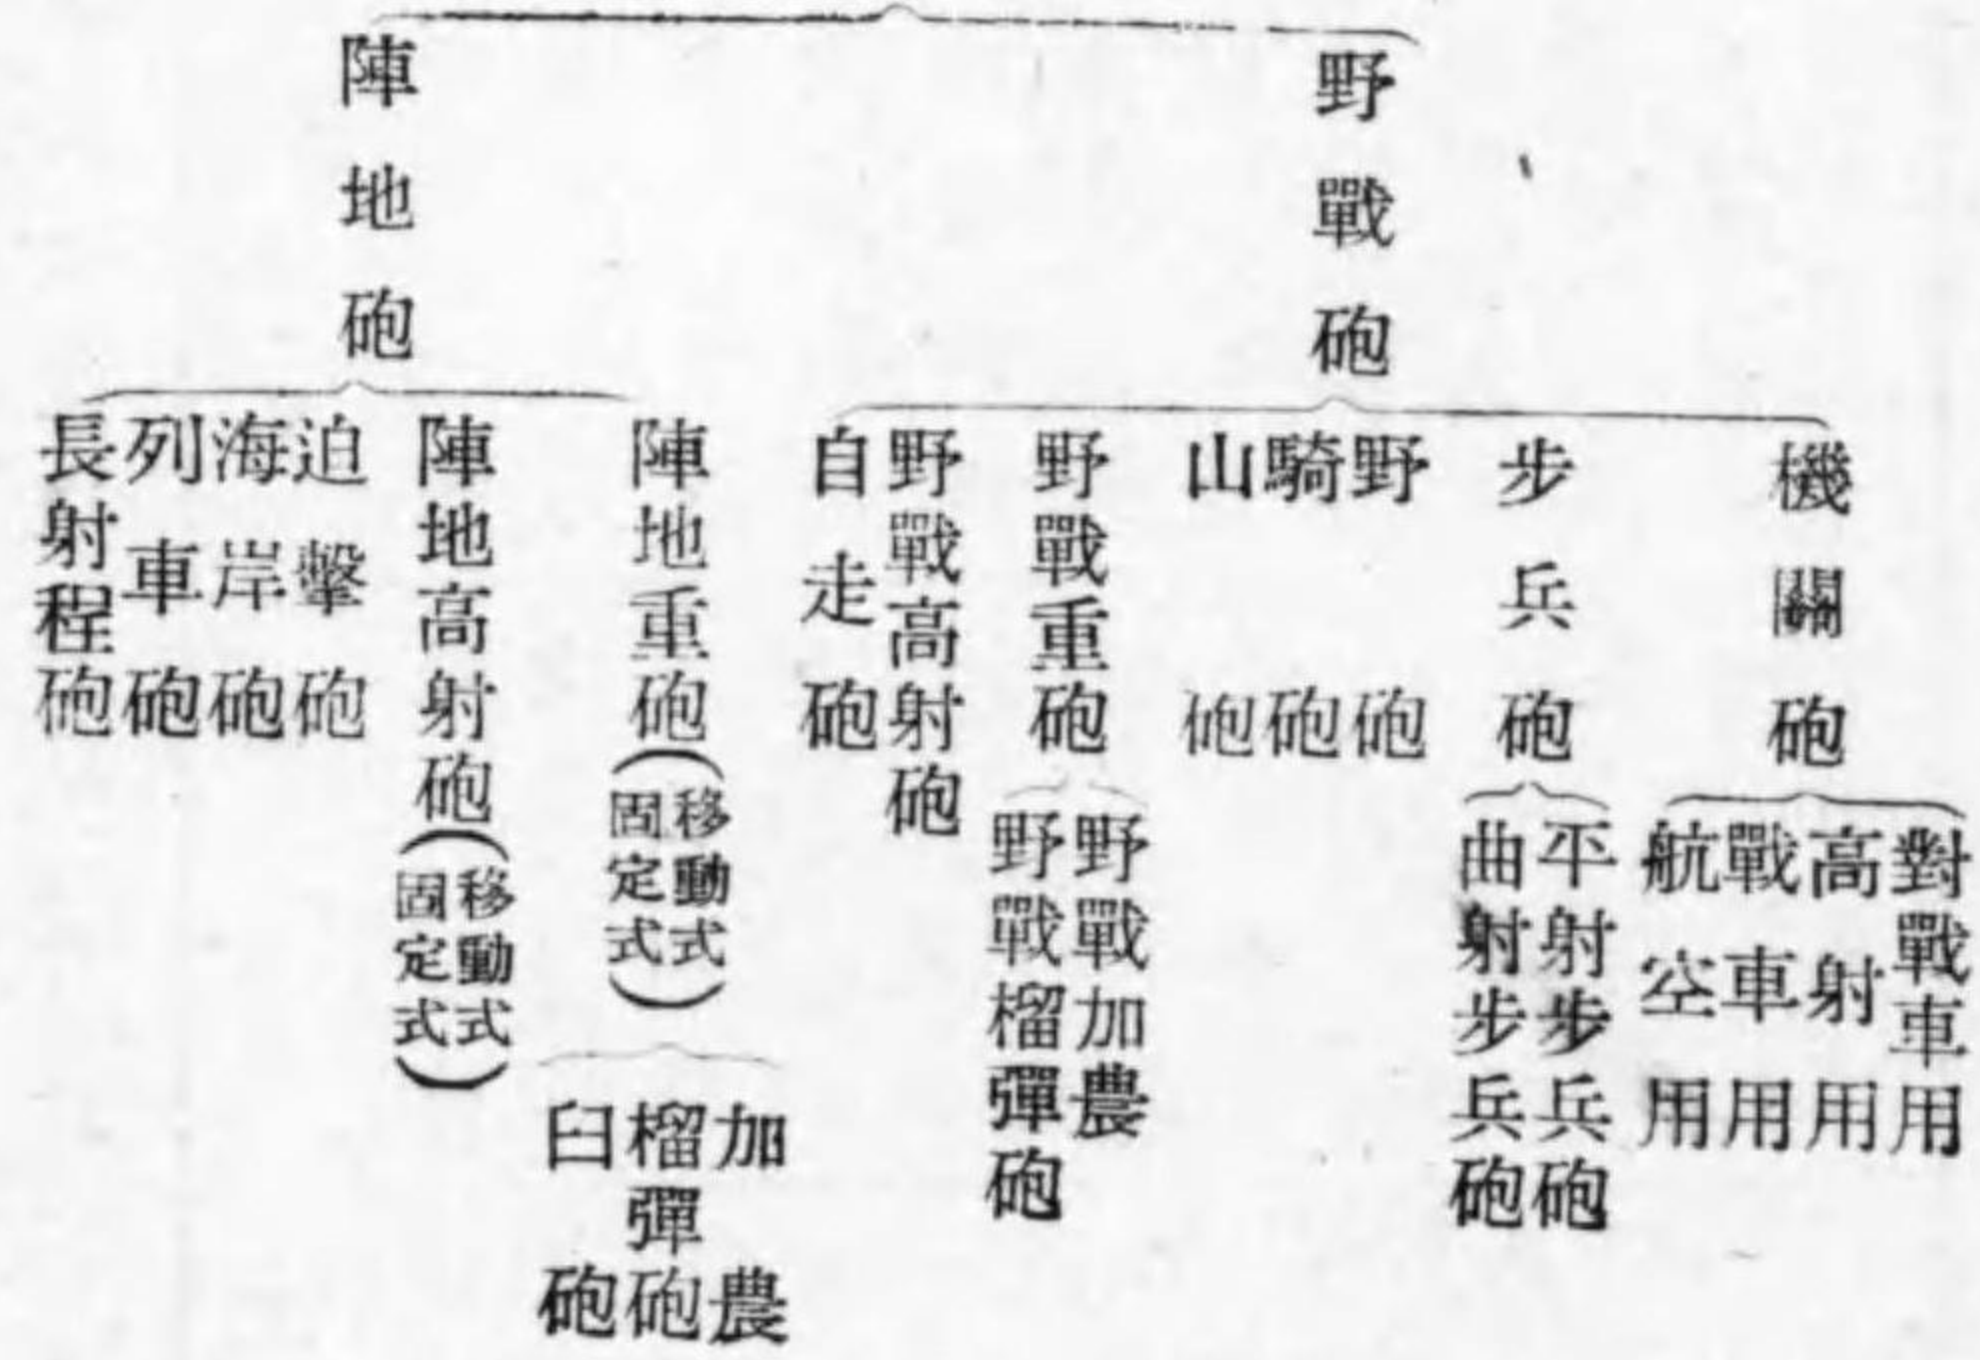 野戰砲
機關砲
對戰車用
高射用
戰車用
航空用
步兵砲
平射步兵砲
曲射步兵砲
野砲
騎砲
山砲
野戰重砲
野戰加農
野戰榴彈砲
野戰高射砲
自走砲
陣地砲
陣地重砲(移動式
固定式)
加農
榴彈砲
臼砲
陣地高射砲(移動式
固定式)
迫擊砲
海岸砲
列車砲
長射程砲